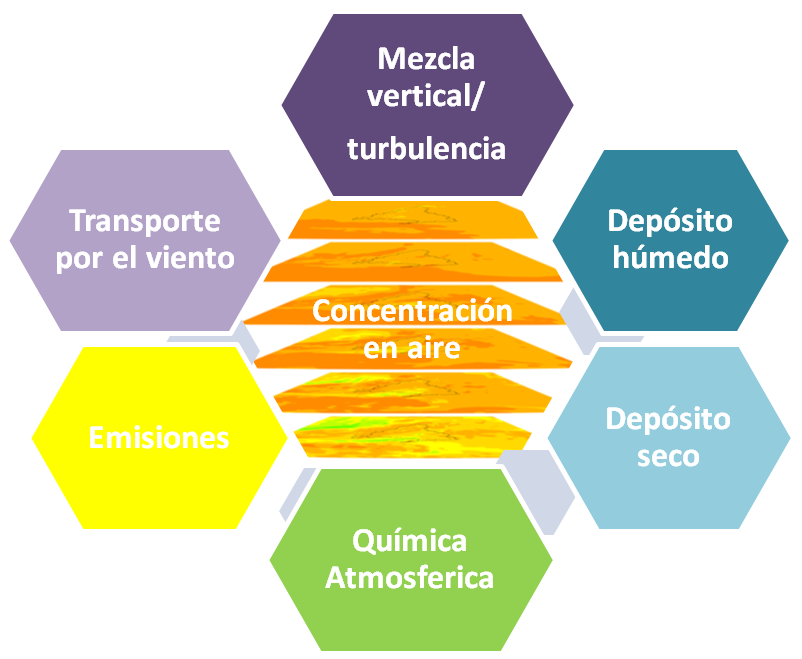 Mezcla
vertical/
turbulencia
Transporte
por el viento
Depósito
húmedo
Concentración
en aire
Emisiones
Depósito
seco
Química
Atmosferica